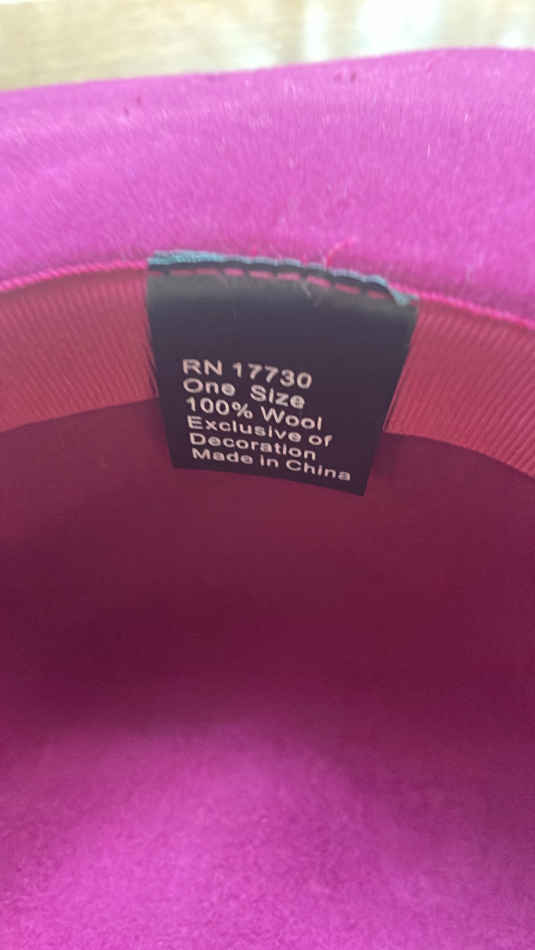 RN 17730
One Size
100% Wool
Exclusive of
Decoration
Made in China